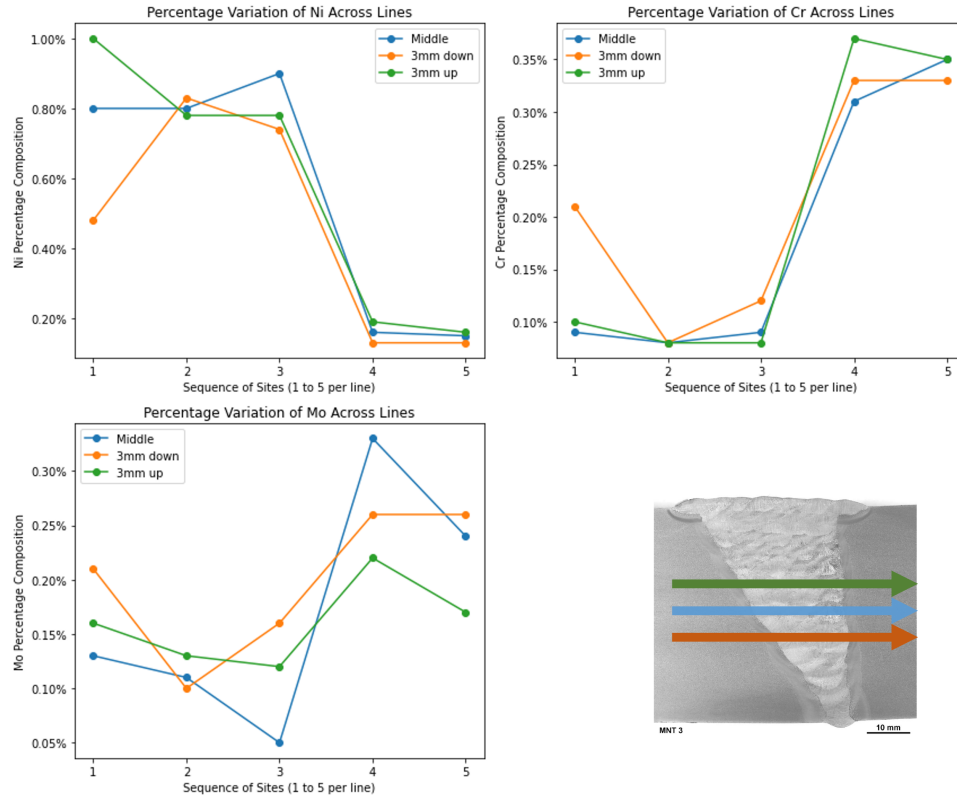 Percentage Variation of Ni Across Lines
Ni Percentage Composition
1.00%
0.80%
0.60%
0.40%
0.20%
Middle
3mm down
3mm up
1 2 3 4 5
Sequence of Sites (1 to 5 per line)
Percentage Variation of Cr Across Lines
Cr Percentage Composition
0.35%
0.30%
0.25%
0.20%
0.15%
0.10%
Middle
3mm down
3mm up
1 2 3 4 5
Sequence of Sites (1 to 5 per line)
Percentage Variation of Mo Across Lines
Mo Percentage Composition
0.30%
0.25%
0.20%
0.15%
0.10%
0.05%
Middle
3mm down
3mm up
1 2 3 4 5
Sequence of Sites (1 to 5 per line)
MNT 3
10 mm